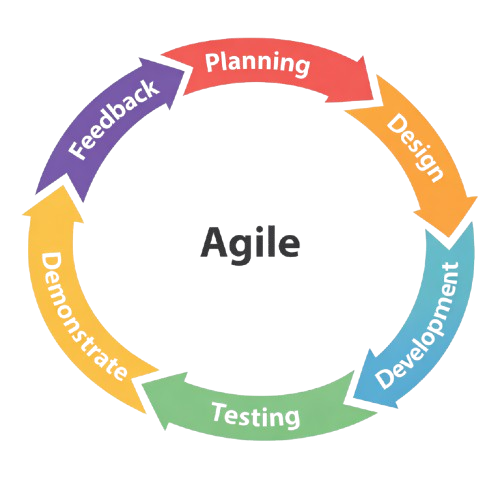 Planning
Design
Development
Testing
Demonstrate
Feedback
Agile